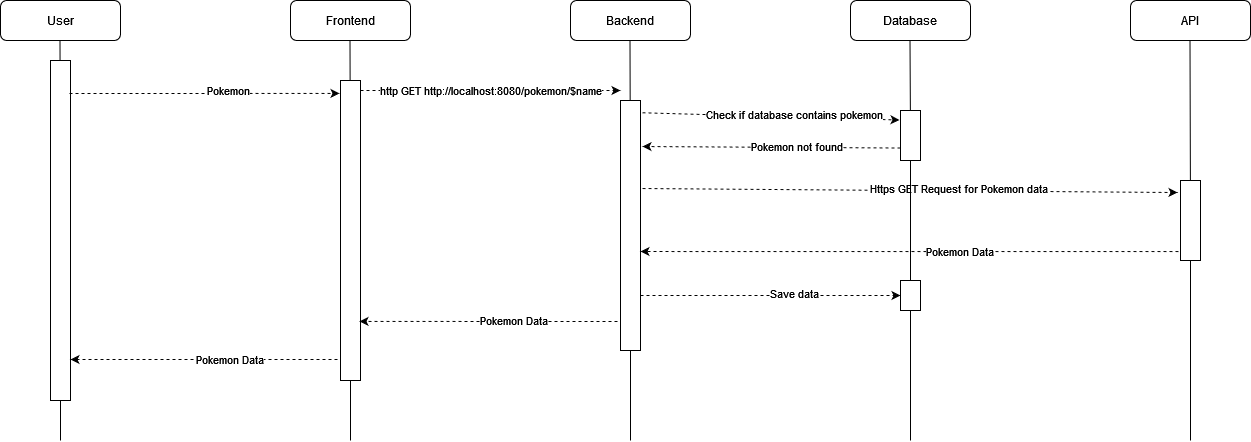 User
Frontend
Backend
Database
API
Pokemon
http GET http://localhost:8080/pokemon/$name
Check if database contains pokemon
Pokemon not found
Https GET Request for Pokemon data
Pokemon Data
Save data
Pokemon Data
Pokemon Data